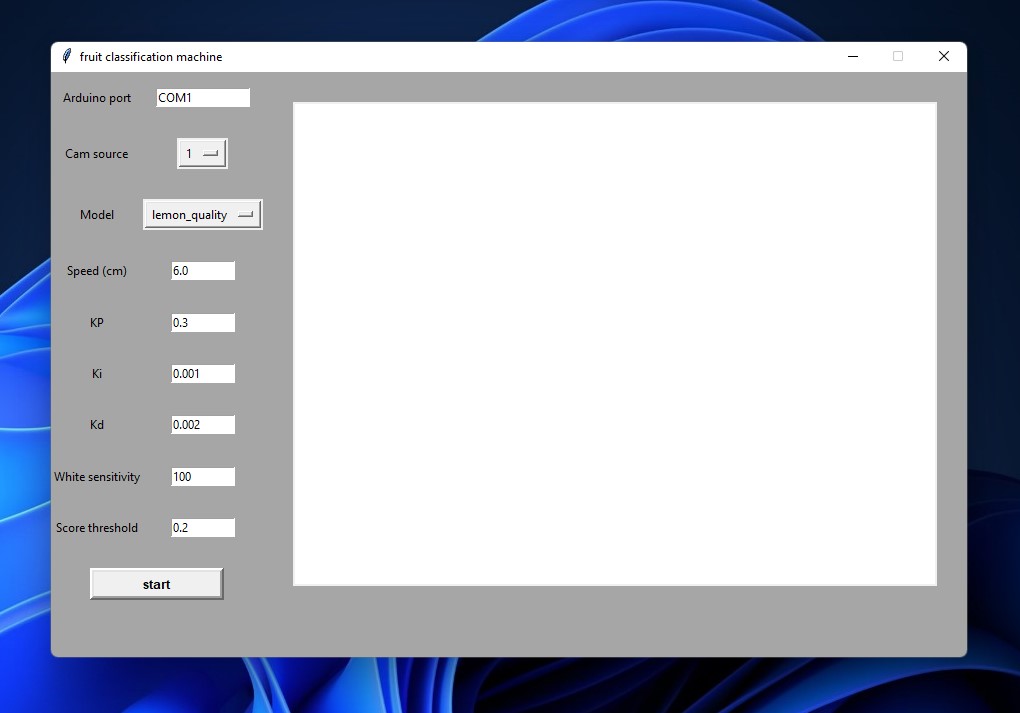 fruit classification machine
Arduino port COM1
Cam source 1
Model lemon_quality
Speed (cm) 6.0
KP 0.3
Ki 0.001
Kd 0.002
White sensitivity 100
Score threshold 0.2
start